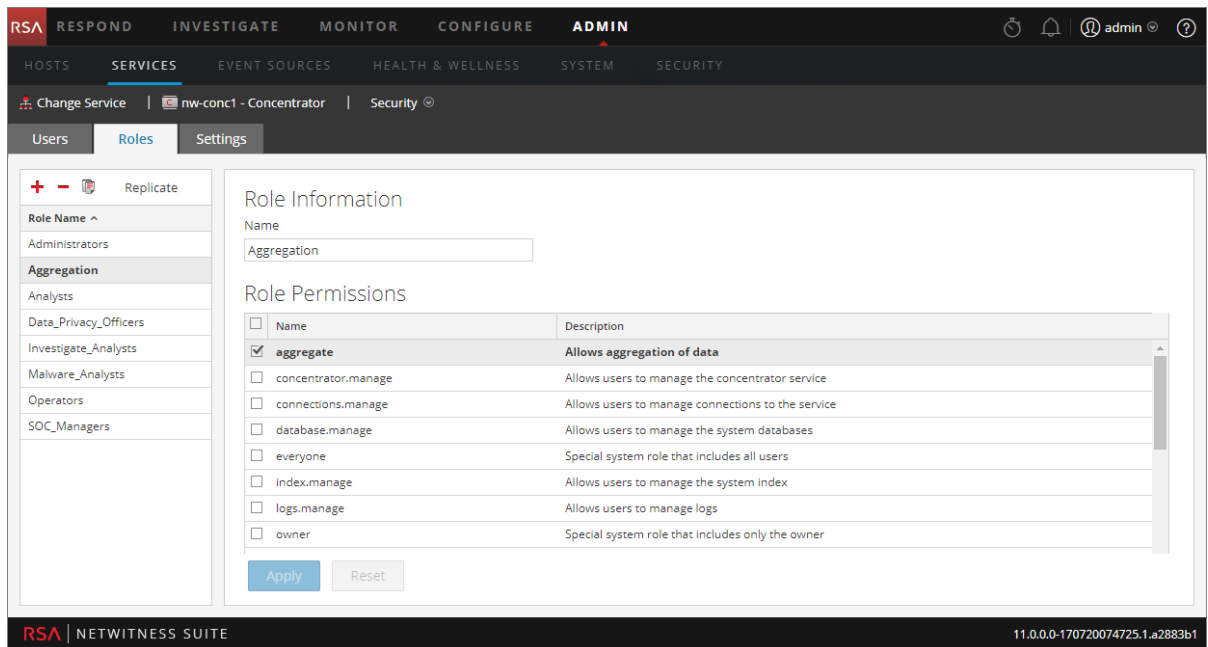 RSA RESPOND INVESTIGATE MONITOR CONFIGURE ADMIN admin ?
HOSTS SERVICES EVENT SOURCES HEALTH & WELLNESS SYSTEM SECURITY
Change Service | C nw-conc1 - Concentrator | Security
Users Roles Settings
Replicate
Role Name
Administrators
Aggregation
Analysts
Data_Privacy_Officers
Investigate_Analysts
Malware_Analysts
Operators
SOC_Managers
Role Information
Name
Aggregation
Role Permissions
Name Description
aggregate Allows aggregation of data
concentrator.manage Allows users to manage the concentrator service
connections.manage Allows users to manage connections to the service
database.manage Allows users to manage the system databases
everyone Special system role that includes all users
index.manage Allows users to manage the system index
logs.manage Allows users to manage logs
owner Special system role that includes only the owner
Apply Reset
RSA | NETWITNESS SUITE 11.0.0.0-170720074725.1.a2883b1